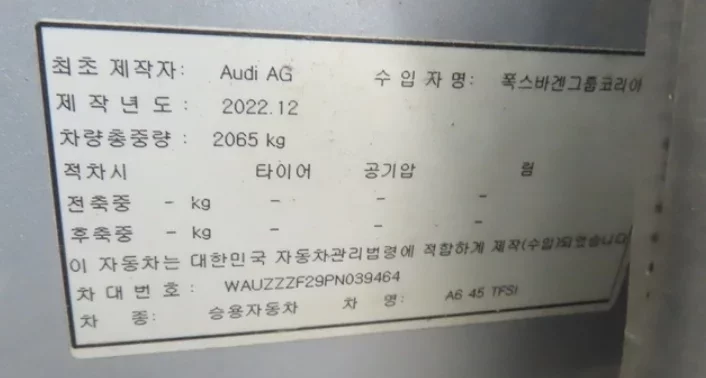 최초 제작자: Audi AG 수 입 자 명: 폭스바겐그룹코리아
제 작 년 도 : 2022.12
차량총중량 : 2065 kg
적차시 타이어 공기압 림
전축중 - kg - - -
후축중 - kg - - -
이 자동차는 대한민국 자동차관리법령에 적합하게 제작(수입)되었습니다
차 대 번 호 : WAUZZZF29PN039464
차 종: 승용자동차 차 명: A6 45 TFSI